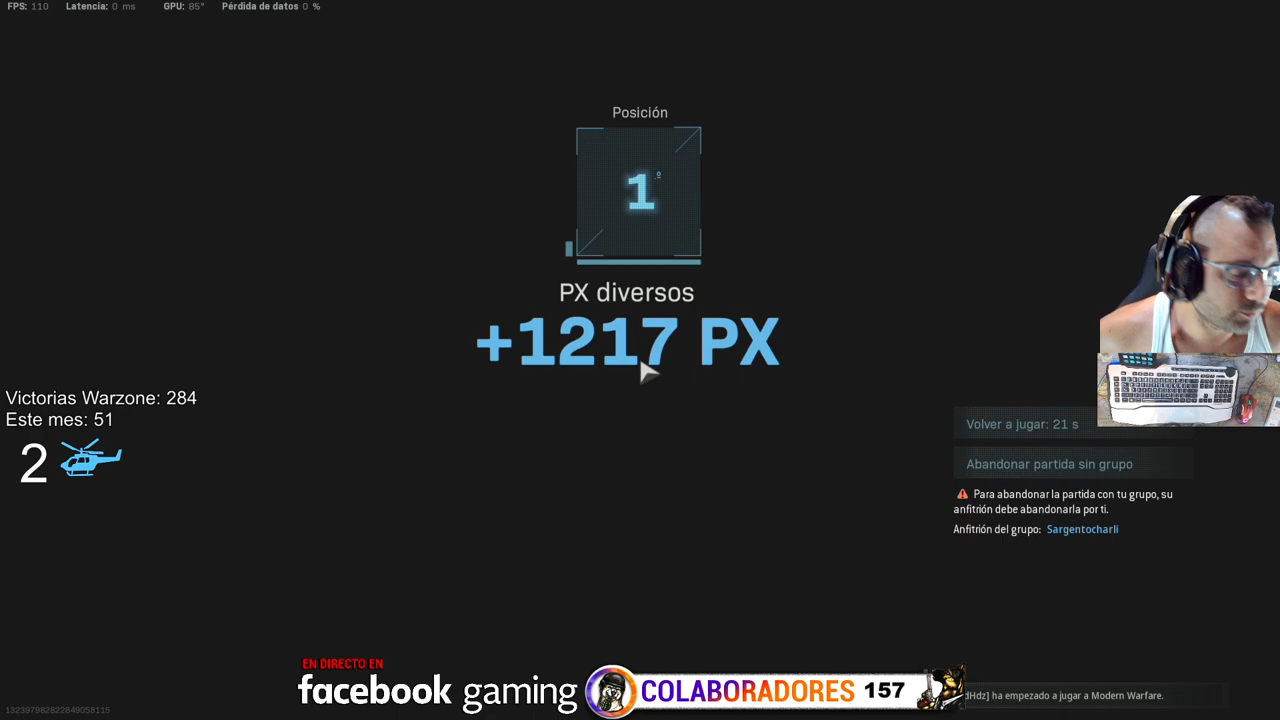 FPS: 110 Latencia: 0 ms GPU: 85° Pérdida de datos 0 %
Posición
1.º
PX diversos
+1217 PX
Victorias Warzone: 284
Este mes: 51
2
Volver a jugar: 21 s
Abandonar partida sin grupo
Para abandonar la partida con tu grupo, su
anfitrión debe abandonarla por ti.
Anfitrión del grupo: Sargentocharli
EN DIRECTO EN
facebook gaming
COLABORADORES 157
dHdz] ha empezado a jugar a Modern Warfare.